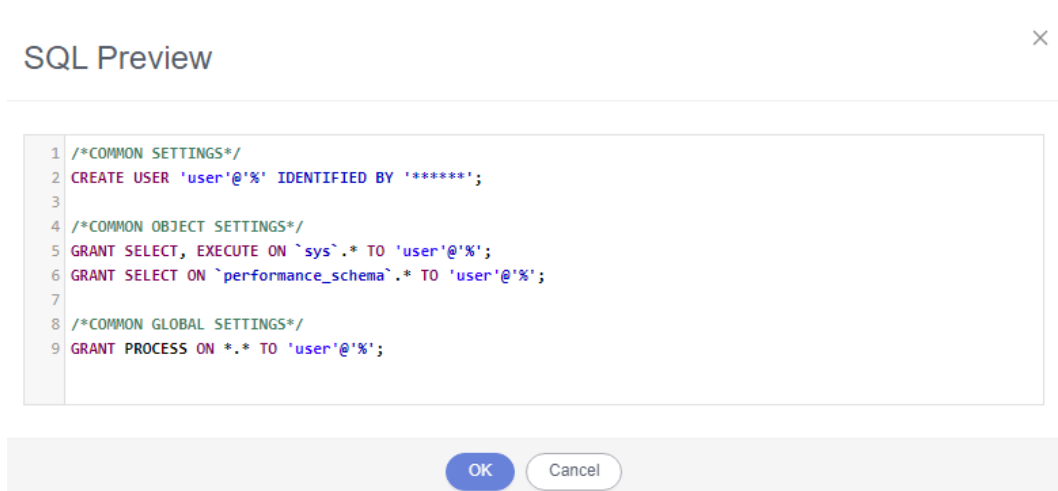 SQL Preview
1 /*COMMON SETTINGS*/
2 CREATE USER 'user'@'%' IDENTIFIED BY '******';
3
4 /*COMMON OBJECT SETTINGS*/
5 GRANT SELECT, EXECUTE ON `sys`.* TO 'user'@'%';
6 GRANT SELECT ON `performance_schema`.* TO 'user'@'%';
7
8 /*COMMON GLOBAL SETTINGS*/
9 GRANT PROCESS ON *.* TO 'user'@'%';
OK Cancel